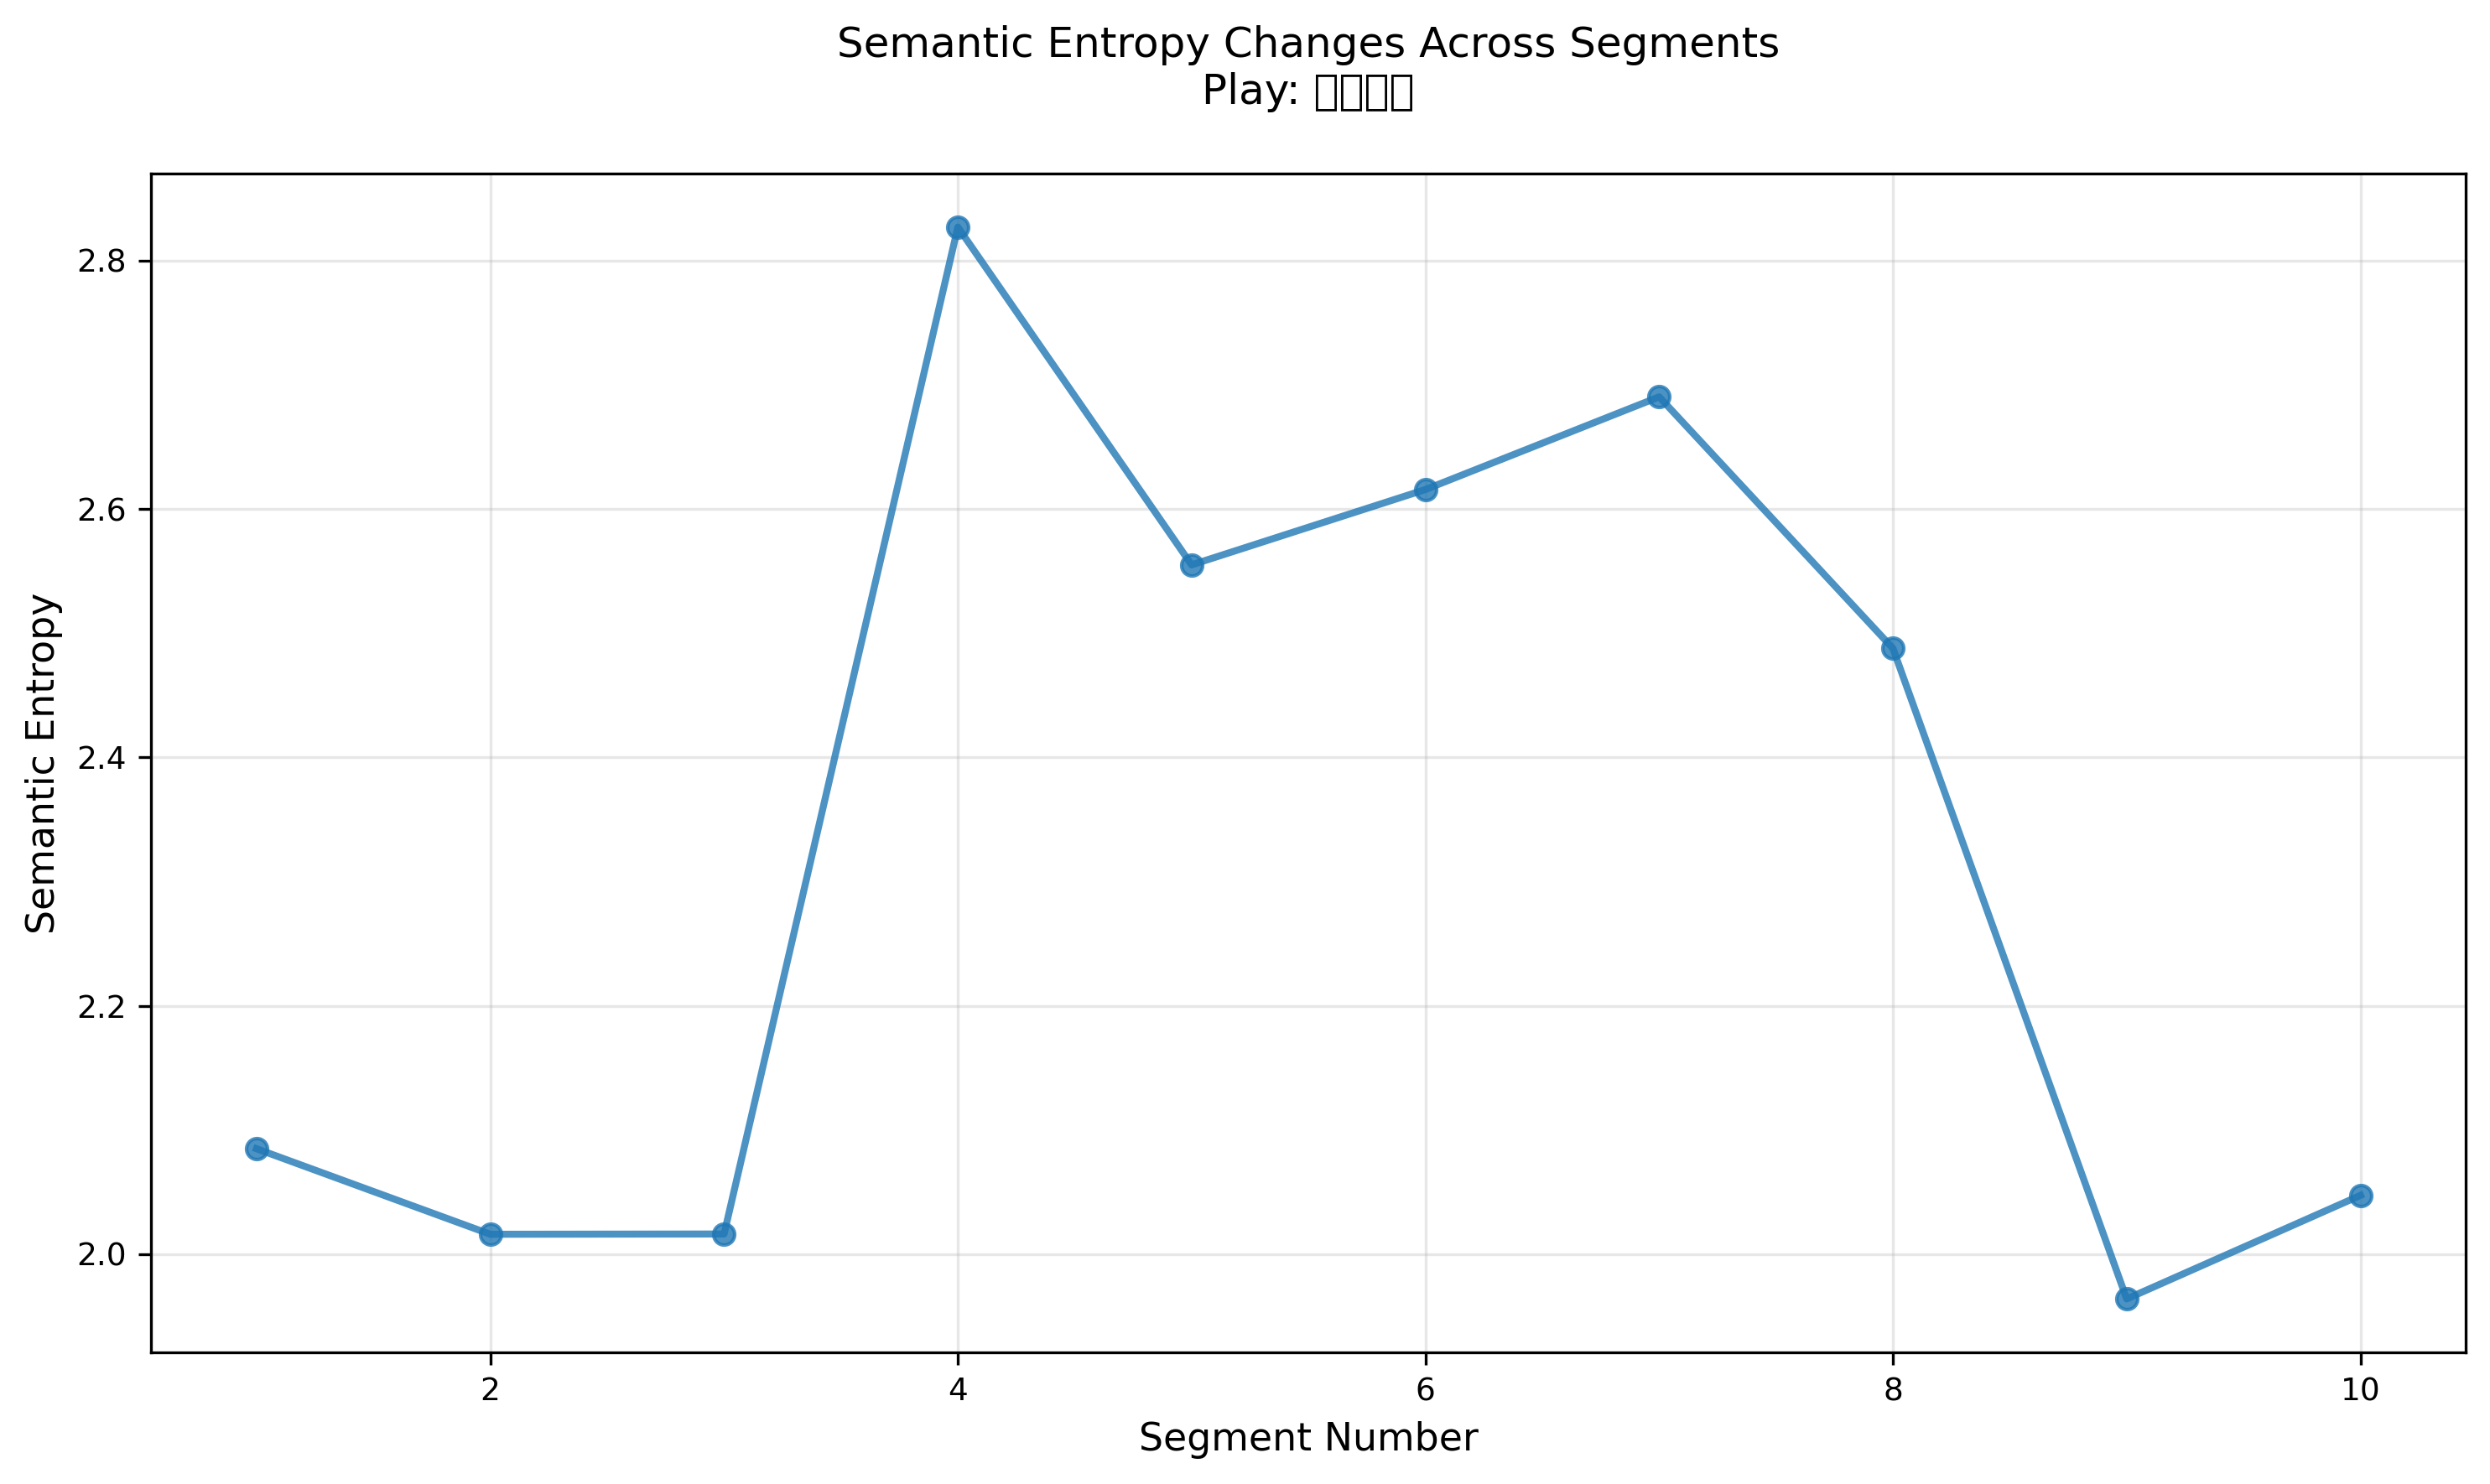 Semantic Entropy Changes Across Segments
Play:
2.8
2.6
2.4
2.2
2.0
Semantic Entropy
2 4 6 8 10
Segment Number